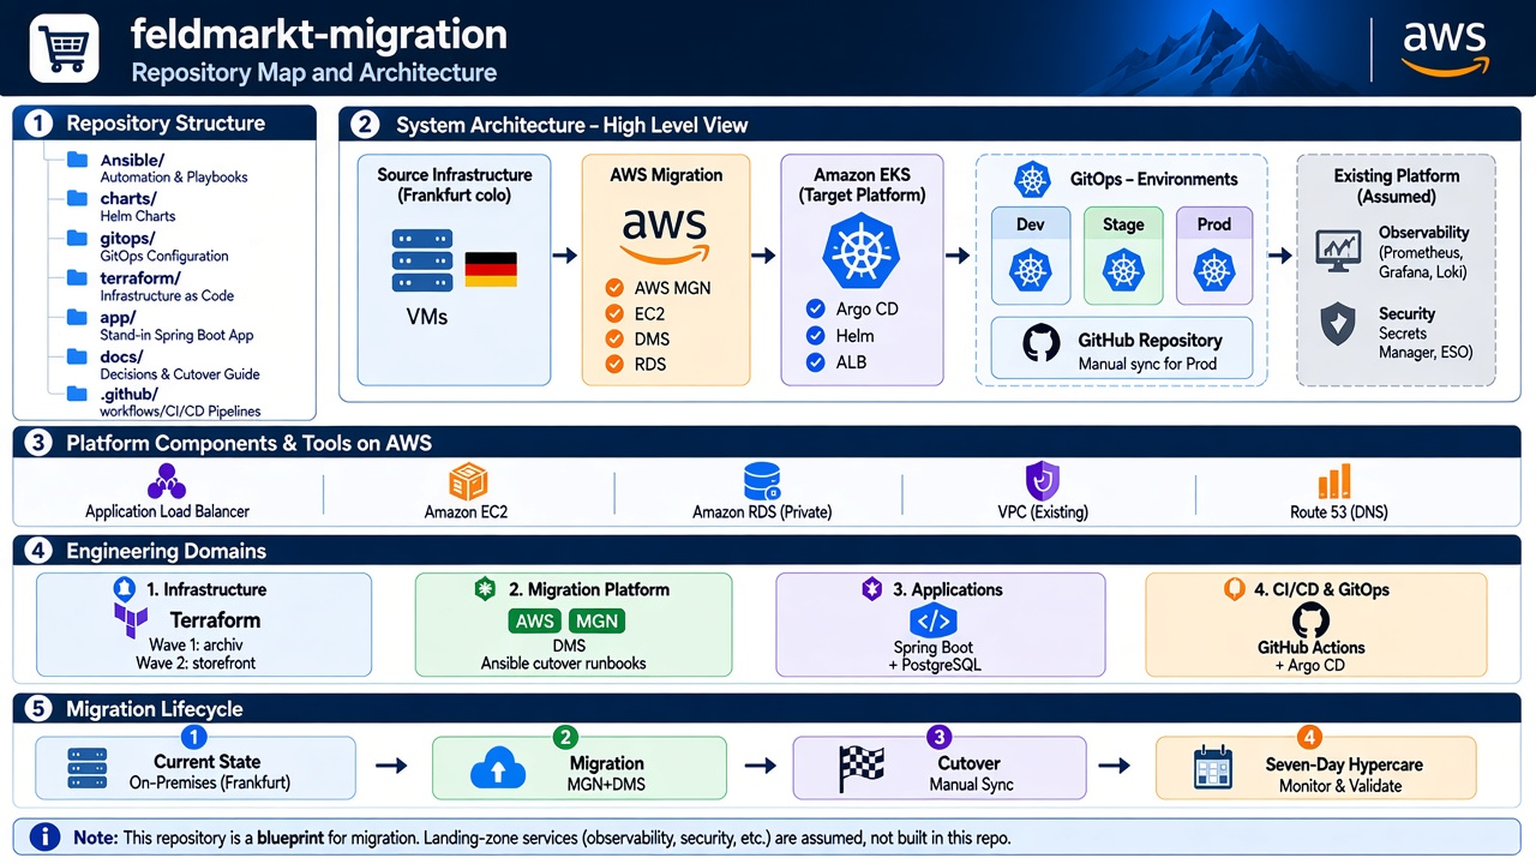 feldmarkt-migration
Repository Map and Architecture
aws
1 Repository Structure
Ansible/
Automation & Playbooks
charts/
Helm Charts
gitops/
GitOps Configuration
terraform/
Infrastructure as Code
app/
Stand-in Spring Boot App
docs/
Decisions & Cutover Guide
.github/
workflows/CI/CD Pipelines
2 System Architecture – High Level View
Source Infrastructure
(Frankfurt colo)
VMs
AWS Migration
aws
AWS MGN
EC2
DMS
RDS
Amazon EKS
(Target Platform)
Argo CD
Helm
ALB
GitOps – Environments
Dev
Stage
Prod
GitHub Repository
Manual sync for Prod
Existing Platform
(Assumed)
Observability
(Prometheus,
Grafana, Loki)
Security
Secrets
Manager, ESO)
3 Platform Components & Tools on AWS
Application Load Balancer
Amazon EC2
Amazon RDS (Private)
VPC (Existing)
Route 53 (DNS)
4 Engineering Domains
1. Infrastructure
Terraform
Wave 1: archiv
Wave 2: storefront
2. Migration Platform
AWS MGN
DMS
Ansible cutover runbooks
3. Applications
</>
Spring Boot
+ PostgreSQL
4. CI/CD & GitOps
GitHub Actions
+ Argo CD
5 Migration Lifecycle
1
Current State
On-Premises (Frankfurt)
2
Migration
MGN+DMS
3
Cutover
Manual Sync
4
Seven-Day Hypercare
Monitor & Validate
i Note: This repository is a blueprint for migration. Landing-zone services (observability, security, etc.) are assumed, not built in this repo.